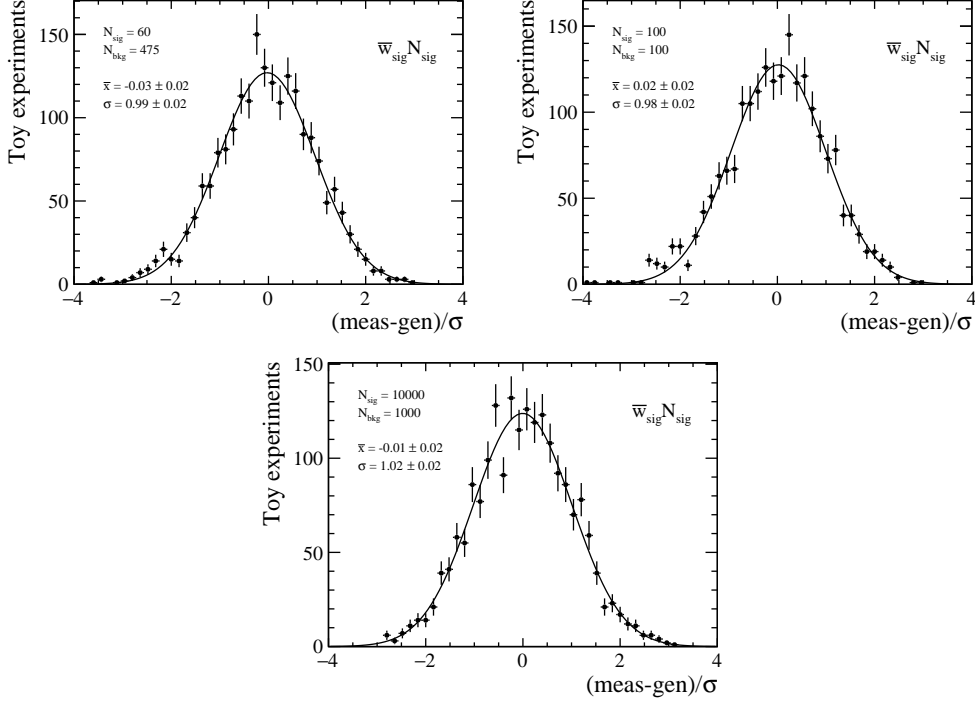 Toy experiments
150
100
50
0
N_sig = 60
N_bkg = 475
x̅ = -0.03 ± 0.02
σ = 0.99 ± 0.02
w̅_sig N_sig
−4 −2 0 2 4
(meas-gen)/σ
Toy experiments
150
100
50
0
N_sig = 100
N_bkg = 100
x̅ = 0.02 ± 0.02
σ = 0.98 ± 0.02
w̅_sig N_sig
−4 −2 0 2 4
(meas-gen)/σ
Toy experiments
150
100
50
0
N_sig = 10000
N_bkg = 1000
x̅ = -0.01 ± 0.02
σ = 1.02 ± 0.02
w̅_sig N_sig
−4 −2 0 2 4
(meas-gen)/σ